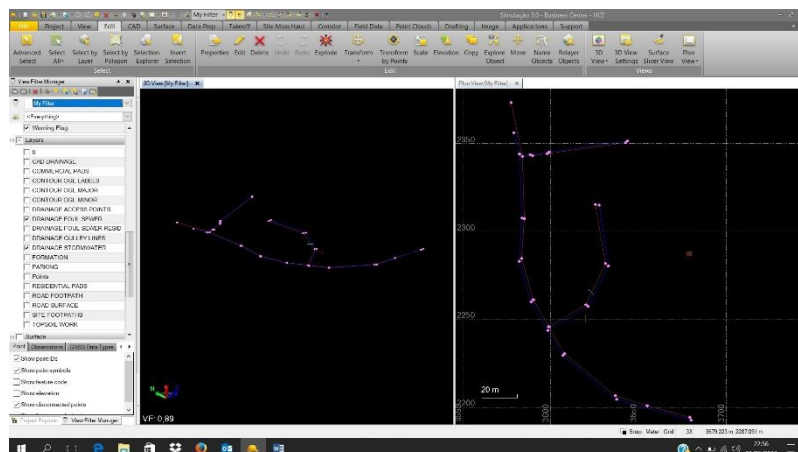 My Filter
Simulação 3.0 - Business Center - HCE
File Project View Edit CAD Surface Data Prep Takeoff Site Mass Haul Corridor Field Data Point Clouds Drafting Image Applications Support
Advanced Select
Select All
Select by Layer
Select by Polygon
Selection Explorer
Invert Selection
Properties Edit Delete Undo Redo Explode
Transform
Transform by Points
Scale Elevation Copy
Explore Object
Move
Name Objects
Relayer Objects
3D View
3D View Settings
Surface Slicer View
Plan View
Select
Edit
Views
View Filter Manager
3D View [My Filter]
Plan View [My Filter]
My Filter
<Everything>
Warning Flag
Layers
0
CAD DRAINAGE
COMMERCIAL PADS
CONTOUR OGL LABELS
CONTOUR OGL MAJOR
CONTOUR OGL MINOR
DRAINAGE ACCESS POINTS
DRAINAGE FOUL SEWER
DRAINAGE FOUL SEWER RESID
DRAINAGE GULLEY LINES
DRAINAGE STORMWATER
FORMATION
PARKING
Points
RESIDENTIAL PADS
ROAD FOOTPATH
ROAD SURFACE
SITE FOOTPATHS
TOPSOIL WORK
Surface
Point Observations GNSS Data Types
Show point IDs
Show point symbols
Show feature code
Show elevation
Show disconnected points
Project Explorer View Filter Manager
VF: 0,89
2350
2300
2250
2200
20 m
3600
3650
3700
Snap Meter Grid 33
22:56